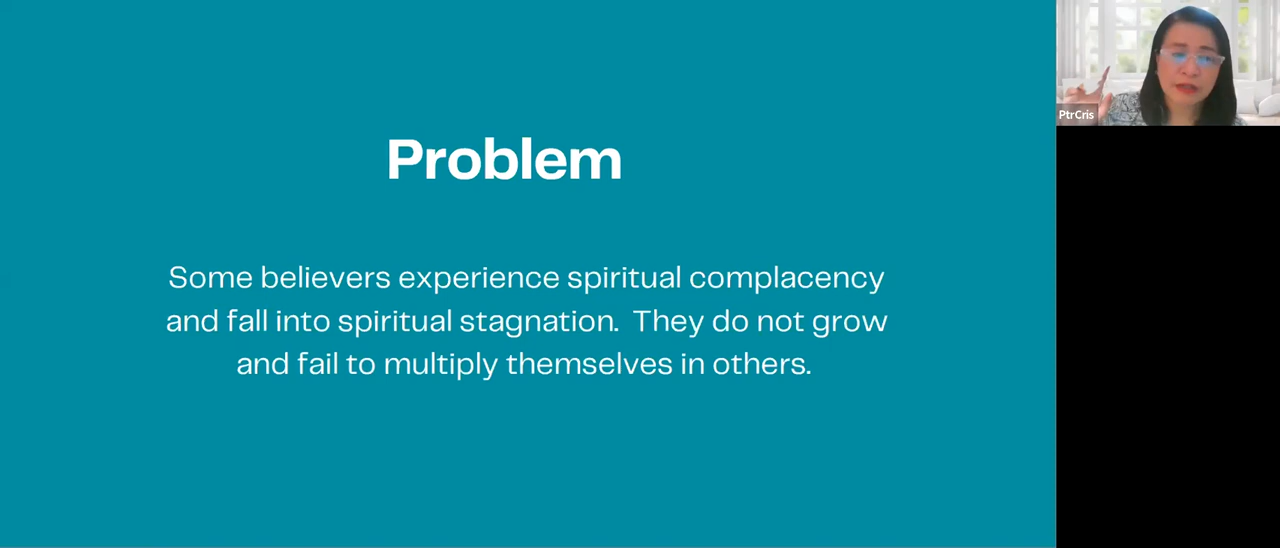 Problem
Some believers experience spiritual complacency
and fall into spiritual stagnation.  They do not grow
and fail to multiply themselves in others.
PtrCris